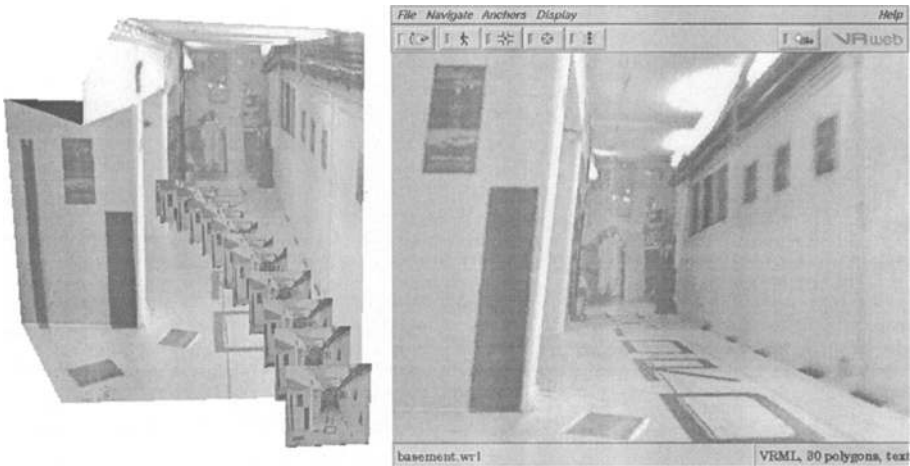 File Navigate Anchors Display Help
VRweb
basement.wrl VRML, 30 polygons, text